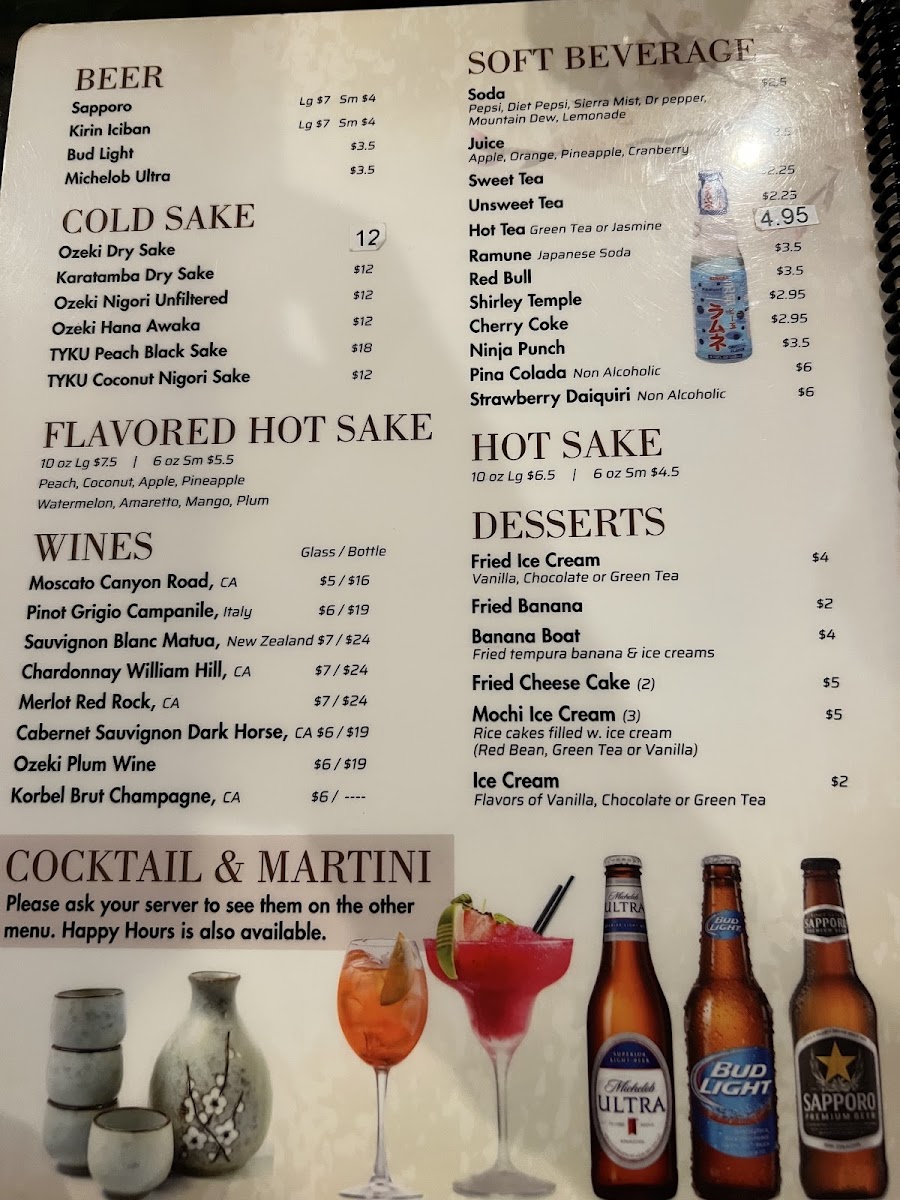 BEER
Sapporo Lg $7 Sm $4
Kirin Iciban Lg $7 Sm $4
Bud Light $3.5
Michelob Ultra $3.5
COLD SAKE
Ozeki Dry Sake 12
Karatamba Dry Sake $12
Ozeki Nigori Unfiltered $12
Ozeki Hana Awaka $12
TYKU Peach Black Sake $18
TYKU Coconut Nigori Sake $12
FLAVORED HOT SAKE
10 oz Lg $7.5 | 6 oz Sm $5.5
Peach, Coconut, Apple, Pineapple
Watermelon, Amaretto, Mango, Plum
WINES Glass / Bottle
Moscato Canyon Road, CA $5 / $16
Pinot Grigio Campanile, Italy $6 / $19
Sauvignon Blanc Matua, New Zealand $7 / $24
Chardonnay William Hill, CA $7 / $24
Merlot Red Rock, CA $7 / $24
Cabernet Sauvignon Dark Horse, CA $6 / $19
Ozeki Plum Wine $6 / $19
Korbel Brut Champagne, CA $6 / ----
COCKTAIL & MARTINI
Please ask your server to see them on the other
menu. Happy Hours is also available.
SOFT BEVERAGE
Soda $2.5
Pepsi, Diet Pepsi, Sierra Mist, Dr pepper,
Mountain Dew, Lemonade
Juice
Apple, Orange, Pineapple, Cranberry
Sweet Tea 2.25
Unsweet Tea $2.25
Hot Tea Green Tea or Jasmine 4.95
Ramune Japanese Soda $3.5
Red Bull $3.5
Shirley Temple $2.95
Cherry Coke $2.95
Ninja Punch $3.5
Pina Colada Non Alcoholic $6
Strawberry Daiquiri Non Alcoholic $6
ラムネ
HOT SAKE
10 oz Lg $6.5 | 6 oz Sm $4.5
DESSERTS
Fried Ice Cream $4
Vanilla, Chocolate or Green Tea
Fried Banana $2
Banana Boat $4
Fried tempura banana & ice creams
Fried Cheese Cake (2) $5
Mochi Ice Cream (3) $5
Rice cakes filled w. ice cream
(Red Bean, Green Tea or Vanilla)
Ice Cream $2
Flavors of Vanilla, Chocolate or Green Tea
Michelob
ULTRA
SUPERIOR
LIGHT BEER
Michelob
ULTRA
BUD
LIGHT
BUD
LIGHT
SAPPORO
PREMIUM BEER
SAPPORO
PREMIUM BEER